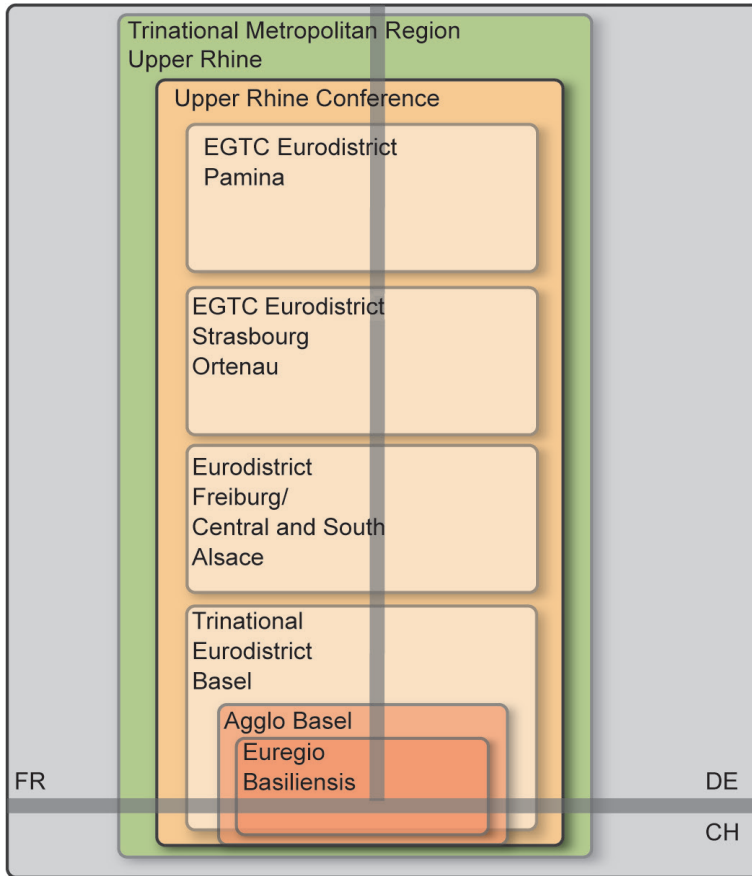 Trinational Metropolitan Region
Upper Rhine
Upper Rhine Conference
EGTC Eurodistrict
Pamina
EGTC Eurodistrict
Strasbourg
Ortenau
Eurodistrict
Freiburg/
Central and South
Alsace
Trinational
Eurodistrict
Basel
Agglo Basel
Euregio
Basiliensis
FR
DE
CH